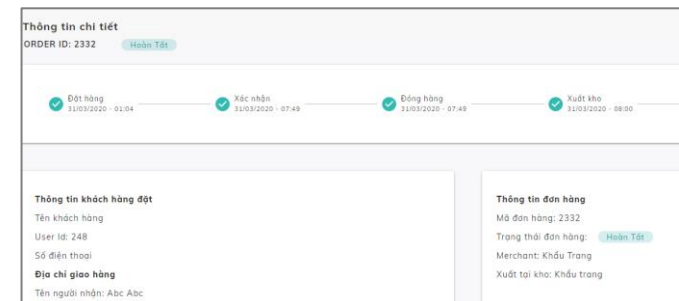 Thông tin chi tiết
ORDER ID: 2332 Hoàn Tất
Đặt hàng Xác nhận Đóng hàng Xuất kho
31/03/2020 - 01:04 31/03/2020 - 07:49 31/03/2020 - 07:49 31/03/2020 - 08:00
Thông tin khách hàng đặt
Tên khách hàng
User Id: 248
Số điện thoại
Địa chỉ giao hàng
Tên người nhận: Abc Abc
Thông tin đơn hàng
Mã đơn hàng: 2332
Trạng thái đơn hàng: Hoàn Tất
Merchant: Khẩu Trang
Xuất tại kho: Khẩu trang